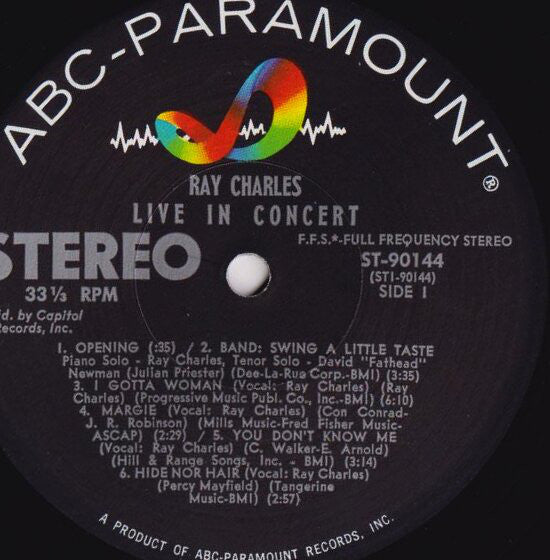 ABC-PARAMOUNT®
RAY CHARLES
LIVE IN CONCERT
STEREO
33 ⅓ RPM
F.F.S.*-FULL FREQUENCY STEREO
ST-90144
(ST1-90144)
SIDE 1
d. by Capitol
ecords, Inc.
1. OPENING (:35) / 2. BAND: SWING A LITTLE TASTE
Piano Solo - Ray Charles, Tenor Solo - David "Fathead"
Newman (Julian Priester) (Dee-La-Rue Corp.-BMI) (3:35)
3. I GOTTA WOMAN (Vocal: Ray Charles) (Ray
Charles) (Progressive Music Publ. Co., Inc.-BMI) (6:10)
4. MARGIE (Vocal: Ray Charles) (Con Conrad-
J. R. Robinson) (Mills Music-Fred Fisher Music-
ASCAP) (2:29) / 5. YOU DON'T KNOW ME
(Vocal: Ray Charles) (C. Walker-E. Arnold)
(Hill & Range Songs, Inc. - BMI) (3:14)
6. HIDE NOR HAIR (Vocal: Ray Charles)
(Percy Mayfield) (Tangerine
Music-BMI) (2:57)
A PRODUCT OF ABC-PARAMOUNT RECORDS, INC.